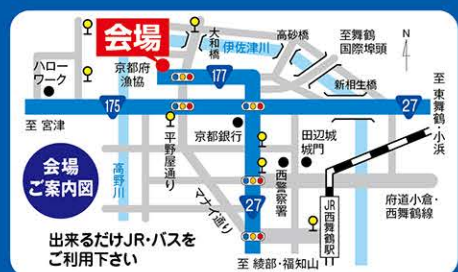 会場
大和橋
伊佐津川
高砂橋
至舞鶴
国際埠頭
N
ハロー
ワーク
京都府
漁協
177
新相生橋
至東舞鶴・小浜
175
27
至 宮津
平野屋通り
京都銀行
田辺城
城門
会場
ご案内図
高野川
マナイ通り
西警察署
27
JR
西舞鶴駅
府道小倉・
西舞鶴線
出来るだけJR・バスを
ご利用下さい
至 綾部・福知山